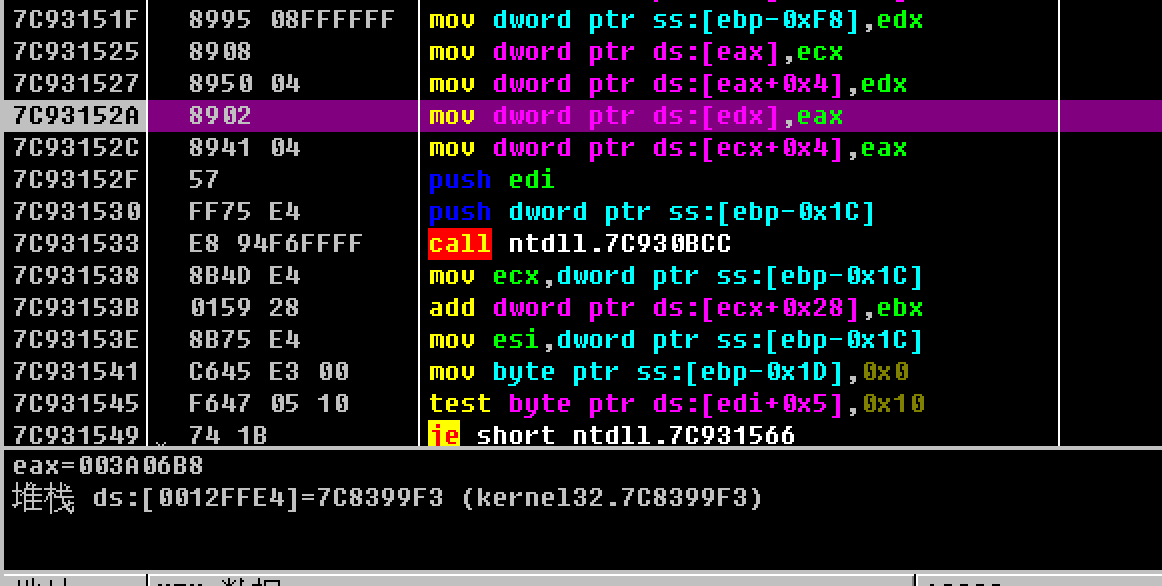 7C93151F 8995 08FFFFFF mov dword ptr ss:[ebp-0xF8],edx
7C931525 8908 mov dword ptr ds:[eax],ecx
7C931527 8950 04 mov dword ptr ds:[eax+0x4],edx
7C93152A 8902 mov dword ptr ds:[edx],eax
7C93152C 8941 04 mov dword ptr ds:[ecx+0x4],eax
7C93152F 57 push edi
7C931530 FF75 E4 push dword ptr ss:[ebp-0x1C]
7C931533 E8 94F6FFFF call ntdll.7C930BCC
7C931538 8B4D E4 mov ecx,dword ptr ss:[ebp-0x1C]
7C93153B 0159 28 add dword ptr ds:[ecx+0x28],ebx
7C93153E 8B75 E4 mov esi,dword ptr ss:[ebp-0x1C]
7C931541 C645 E3 00 mov byte ptr ss:[ebp-0x1D],0x0
7C931545 F647 05 10 test byte ptr ds:[edi+0x5],0x10
7C931549 74 1B je short ntdll.7C931566
eax=003A06B8
堆栈 ds:[0012FFE4]=7C8399F3 (kernel32.7C8399F3)